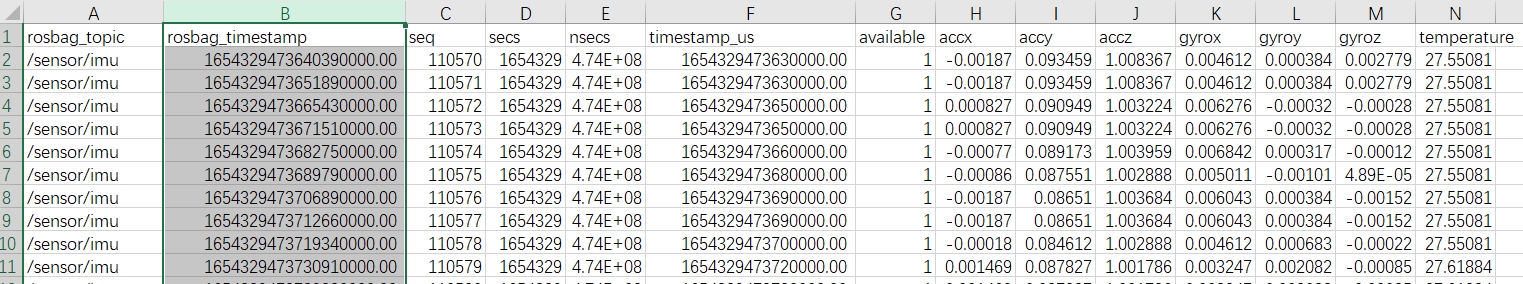 A B C D E F G H I J K L M N
1 rosbag_topic rosbag_timestamp seq secs nsecs timestamp_us available accx accy accz gyrox gyroy gyroz temperature
2 /sensor/imu 1654329473640390000.00 110570 1654329 4.74E+08 1654329473630000.00 1 -0.00187 0.093459 1.008367 0.004612 0.000384 0.002779 27.55081
3 /sensor/imu 1654329473651890000.00 110571 1654329 4.74E+08 1654329473630000.00 1 -0.00187 0.093459 1.008367 0.004612 0.000384 0.002779 27.55081
4 /sensor/imu 1654329473665430000.00 110572 1654329 4.74E+08 1654329473650000.00 1 0.000827 0.090949 1.003224 0.006276 -0.00032 -0.00028 27.55081
5 /sensor/imu 1654329473671510000.00 110573 1654329 4.74E+08 1654329473650000.00 1 0.000827 0.090949 1.003224 0.006276 -0.00032 -0.00028 27.55081
6 /sensor/imu 1654329473682750000.00 110574 1654329 4.74E+08 1654329473660000.00 1 -0.00077 0.089173 1.003959 0.006842 0.000317 -0.00012 27.55081
7 /sensor/imu 1654329473689790000.00 110575 1654329 4.74E+08 1654329473680000.00 1 -0.00086 0.087551 1.002888 0.005011 -0.00101 4.89E-05 27.55081
8 /sensor/imu 1654329473706890000.00 110576 1654329 4.74E+08 1654329473690000.00 1 -0.00187 0.08651 1.003684 0.006043 0.000384 -0.00152 27.55081
9 /sensor/imu 1654329473712660000.00 110577 1654329 4.74E+08 1654329473690000.00 1 -0.00187 0.08651 1.003684 0.006043 0.000384 -0.00152 27.55081
10 /sensor/imu 1654329473719340000.00 110578 1654329 4.74E+08 1654329473700000.00 1 -0.00018 0.084612 1.002888 0.004612 0.000683 -0.00022 27.55081
11 /sensor/imu 1654329473730910000.00 110579 1654329 4.74E+08 1654329473720000.00 1 0.001469 0.087827 1.001786 0.003247 0.002082 -0.00085 27.61884